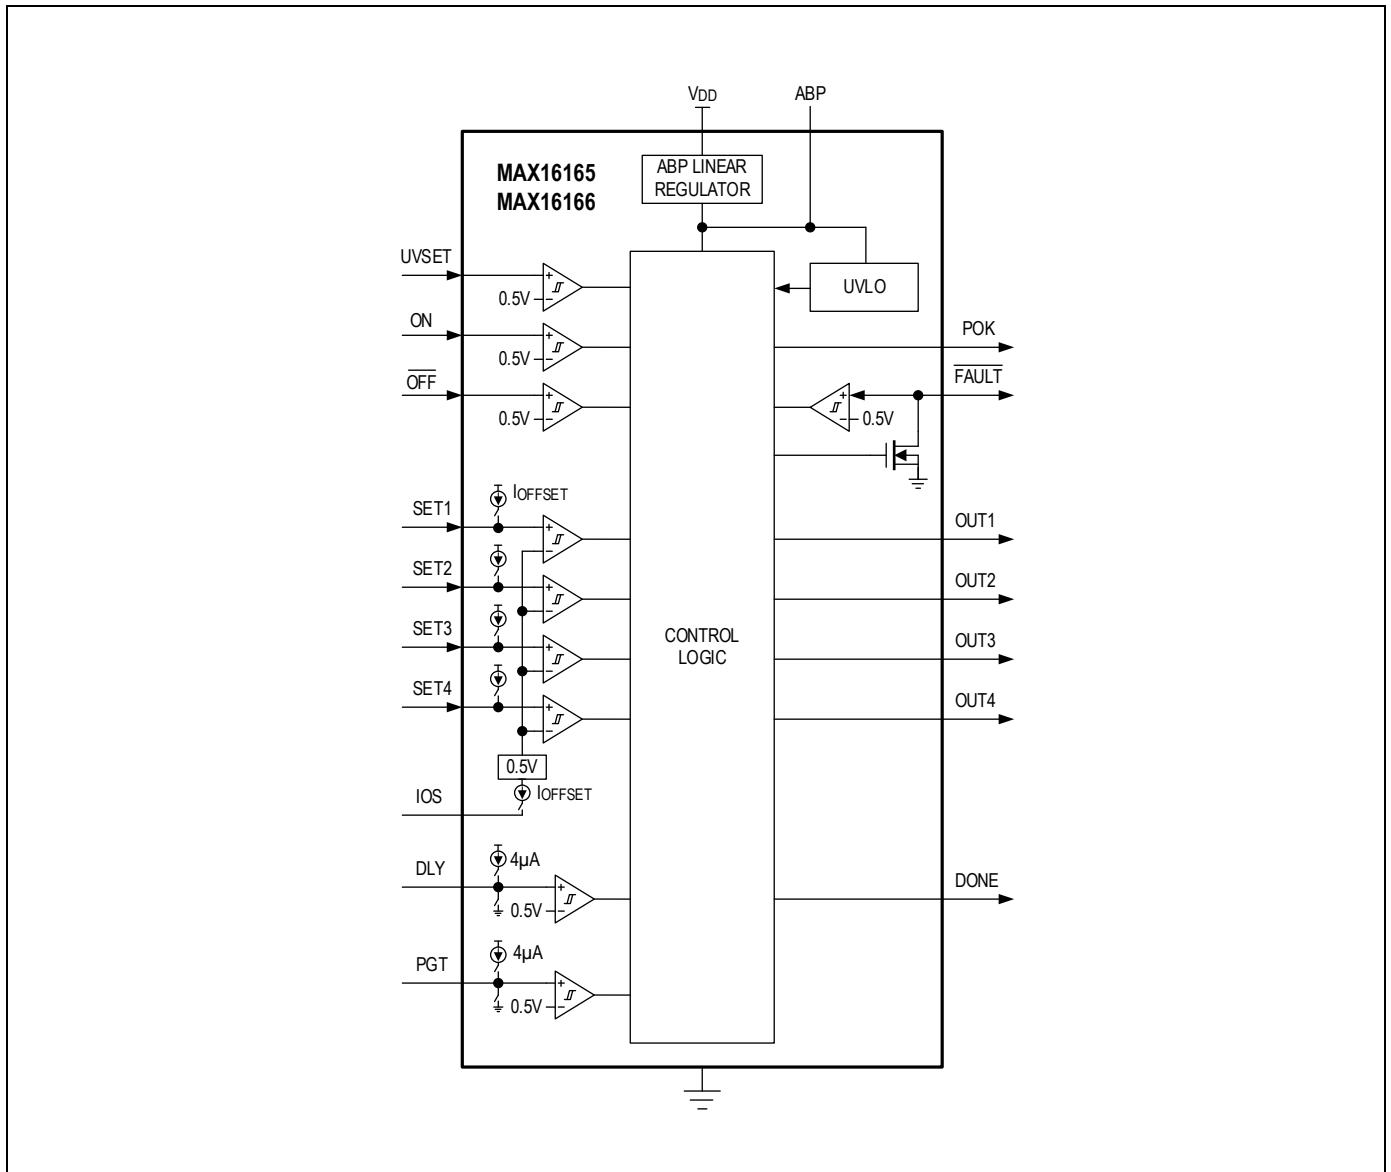 VDD
ABP
MAX16165
MAX16166
ABP LINEAR
REGULATOR
UVSET
+
-
0.5V
UVLO
ON
+
-
0.5V
POK
OFF
+
-
0.5V
FAULT
+
-
0.5V
IOFFSET
SET1
+
-
OUT1
SET2
+
-
OUT2
SET3
+
-
OUT3
CONTROL
LOGIC
SET4
+
-
OUT4
0.5V
IOS
IOFFSET
DLY
4µA
+
-
0.5V
DONE
PGT
4µA
+
-
0.5V